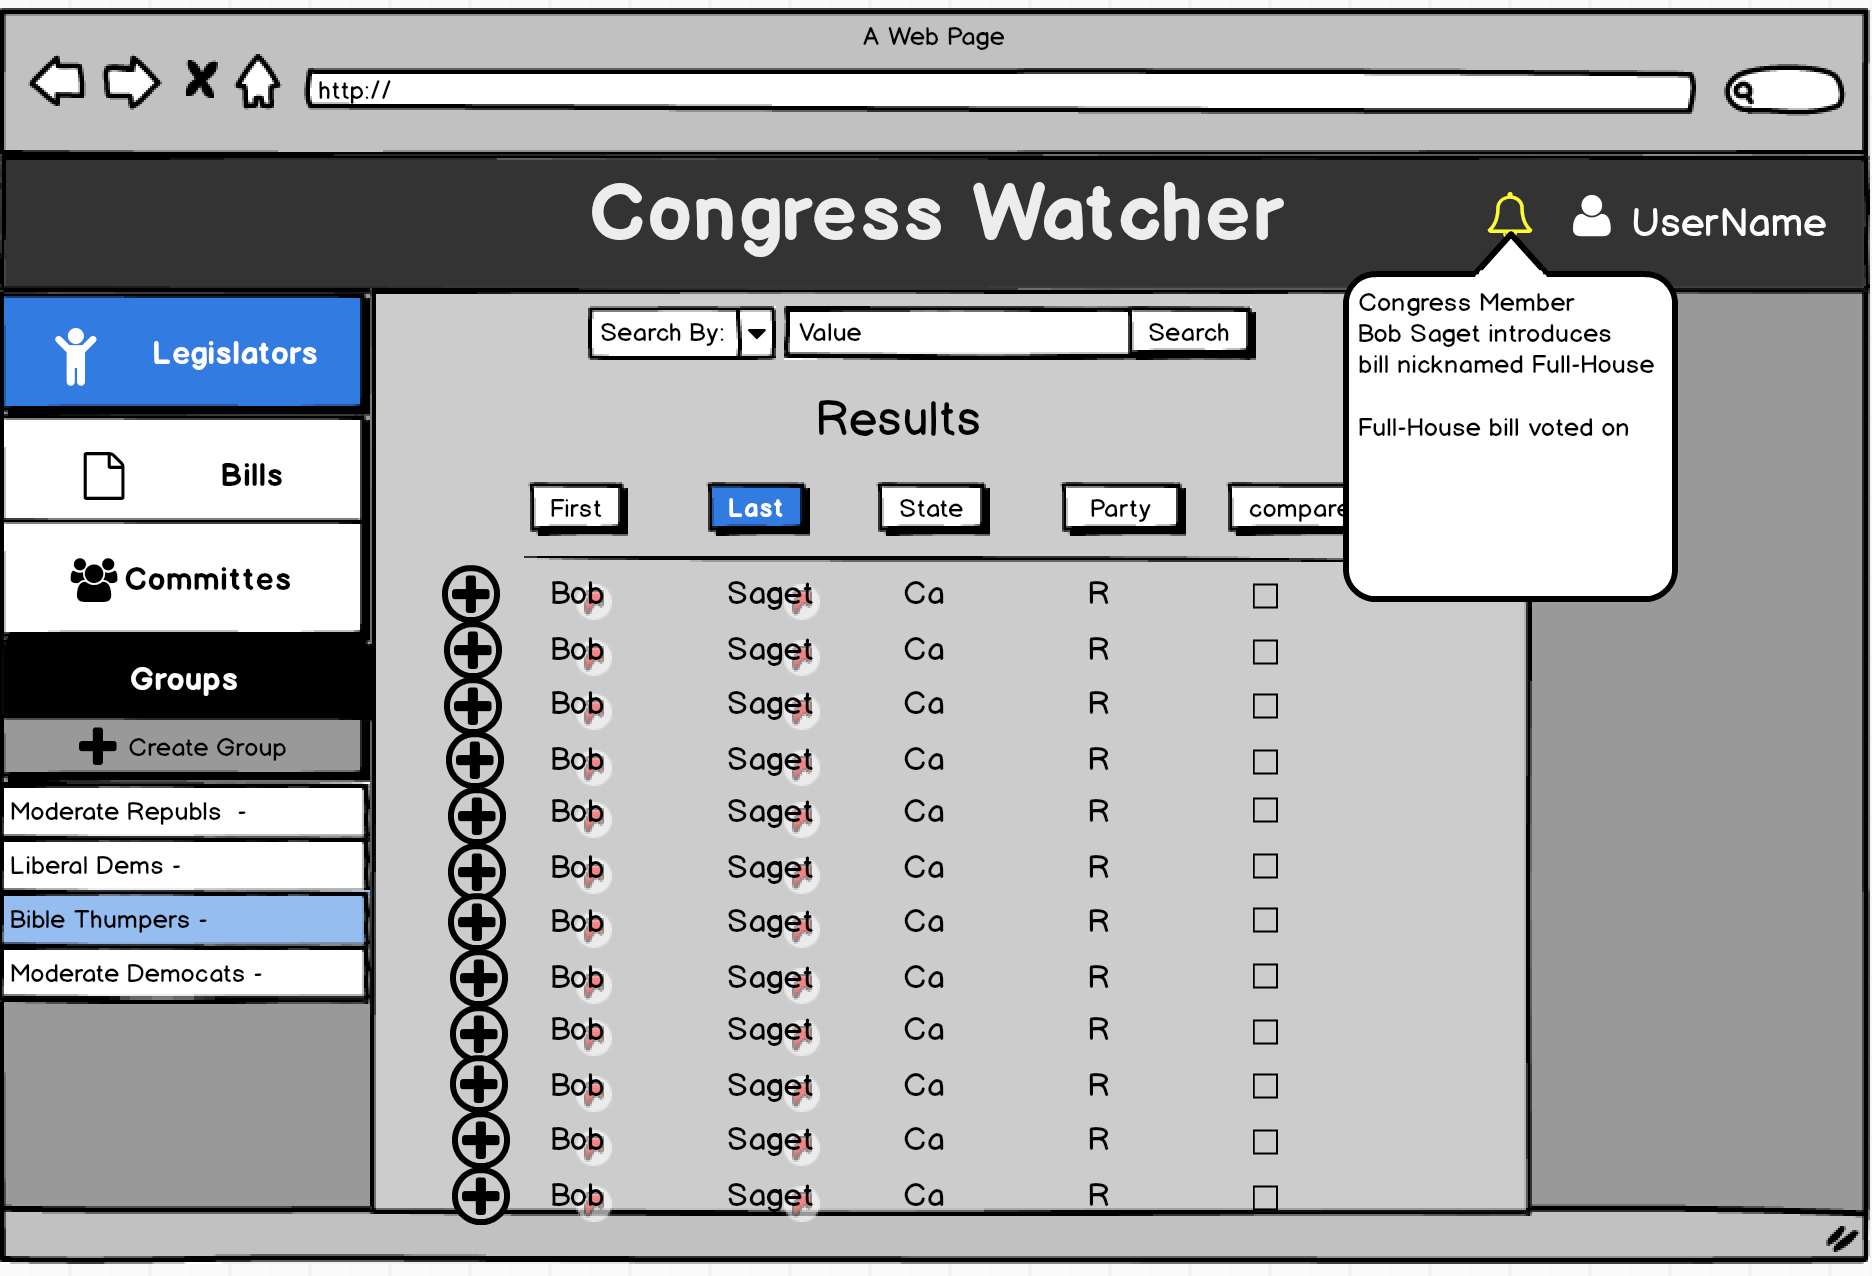 A Web Page
http://
Congress Watcher
UserName
Congress Member
Bob Saget introduces
bill nicknamed Full-House
Full-House bill voted on
Legislators
Bills
Committes
Groups
Create Group
Moderate Republs -
Liberal Dems -
Bible Thumpers -
Moderate Democats -
Search By: Value Search
Results
First Last State Party compare
Bob Saget Ca R
Bob Saget Ca R
Bob Saget Ca R
Bob Saget Ca R
Bob Saget Ca R
Bob Saget Ca R
Bob Saget Ca R
Bob Saget Ca R
Bob Saget Ca R
Bob Saget Ca R
Bob Saget Ca R
Bob Saget Ca R